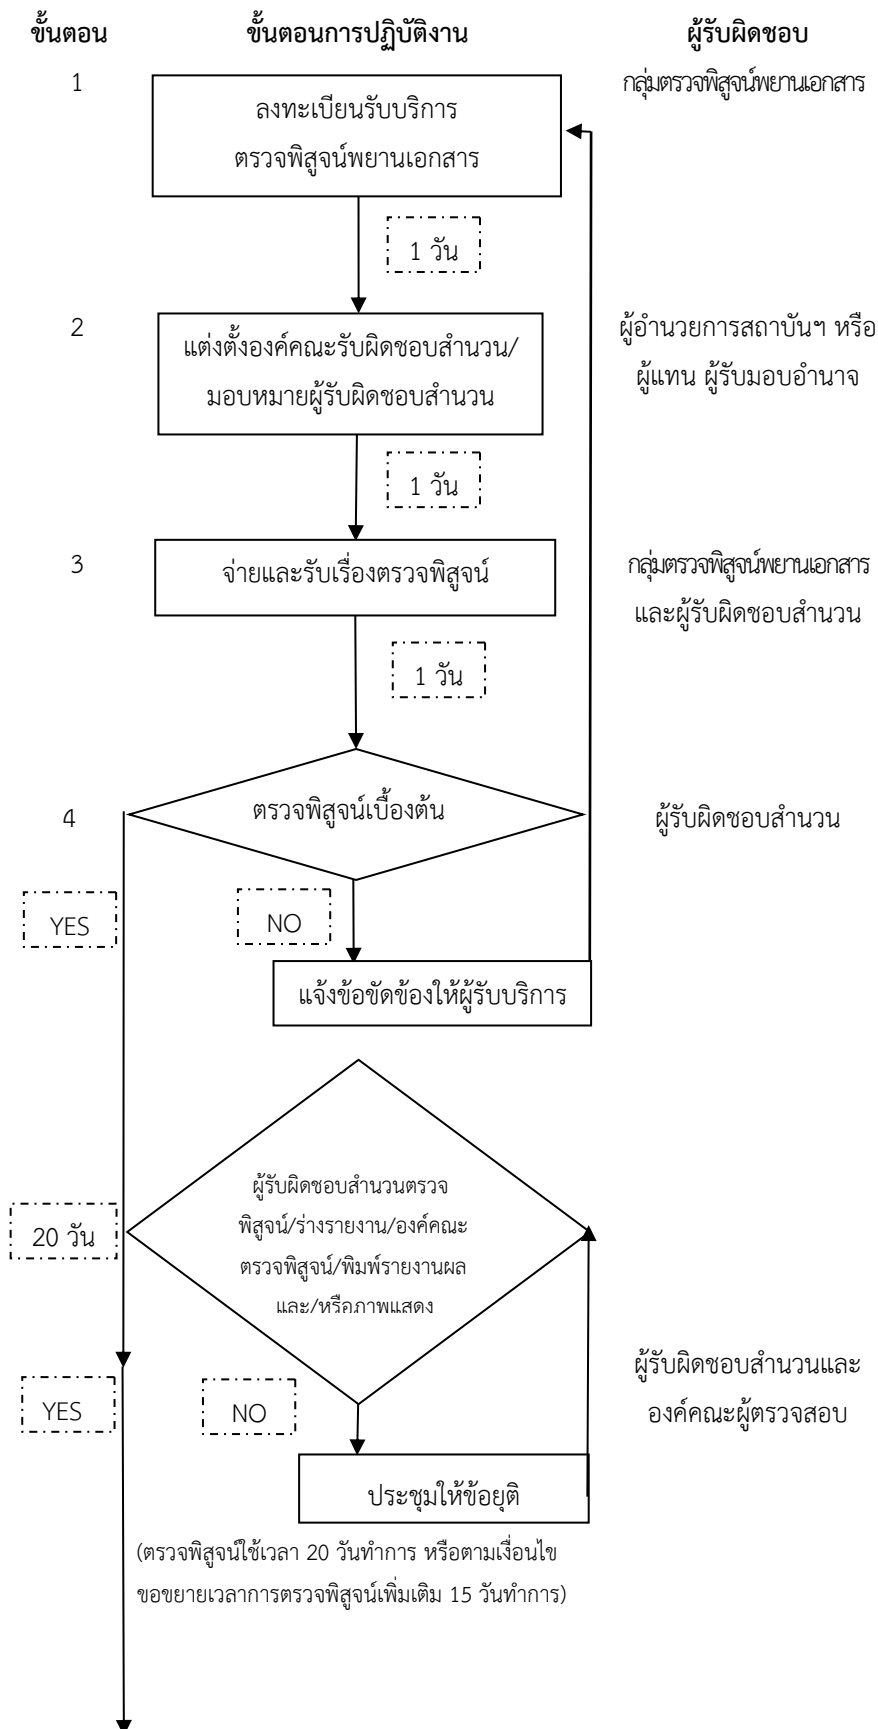 ขั้นตอน ขั้นตอนการปฏิบัติงาน ผู้รับผิดชอบ
1 ลงทะเบียนรับบริการ กลุ่มตรวจพิสูจน์พยานเอกสาร
ตรวจพิสูจน์พยานเอกสาร
1 วัน
2 แต่งตั้งองค์คณะรับผิดชอบสำนวน/ ผู้อำนวยการสถาบันฯ หรือ
มอบหมายผู้รับผิดชอบสำนวน ผู้แทน ผู้รับมอบอำนาจ
1 วัน
3 จ่ายและรับเรื่องตรวจพิสูจน์ กลุ่มตรวจพิสูจน์พยานเอกสาร
และผู้รับผิดชอบสำนวน
1 วัน
4 ตรวจพิสูจน์เบื้องต้น ผู้รับผิดชอบสำนวน
YES NO
แจ้งข้อขัดข้องให้ผู้รับบริการ
ผู้รับผิดชอบสำนวนตรวจ
พิสูจน์/ร่างรายงาน/องค์คณะ
20 วัน
ตรวจพิสูจน์/พิมพ์รายงานผล
และ/หรือภาพแสดง
ผู้รับผิดชอบสำนวนและ
องค์คณะผู้ตรวจสอบ
YES NO
ประชุมให้ข้อยุติ
(ตรวจพิสูจน์ใช้เวลา 20 วันทำการ หรือตามเงื่อนไข
ขอขยายเวลาการตรวจพิสูจน์เพิ่มเติม 15 วันทำการ)